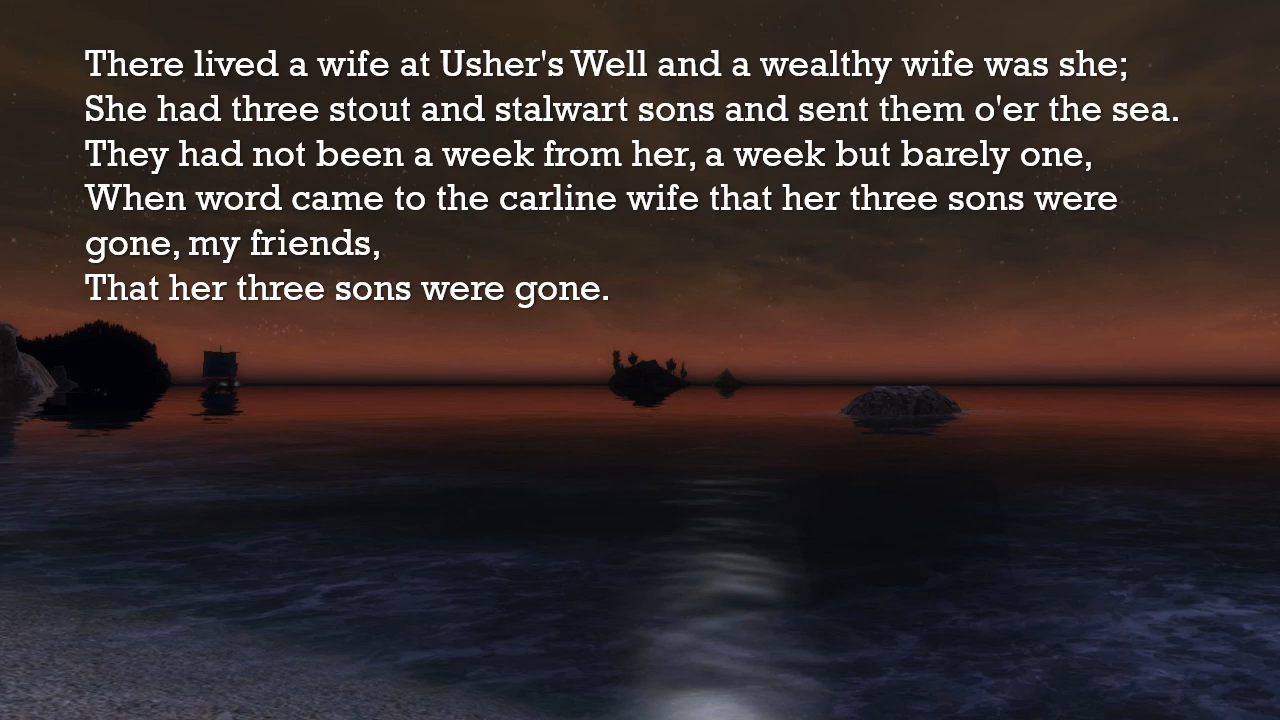 There lived a wife at Usher's Well and a wealthy wife was she;
She had three stout and stalwart sons and sent them o'er the sea.
They had not been a week from her, a week but barely one,
When word came to the carline wife that her three sons were
gone, my friends,
That her three sons were gone.